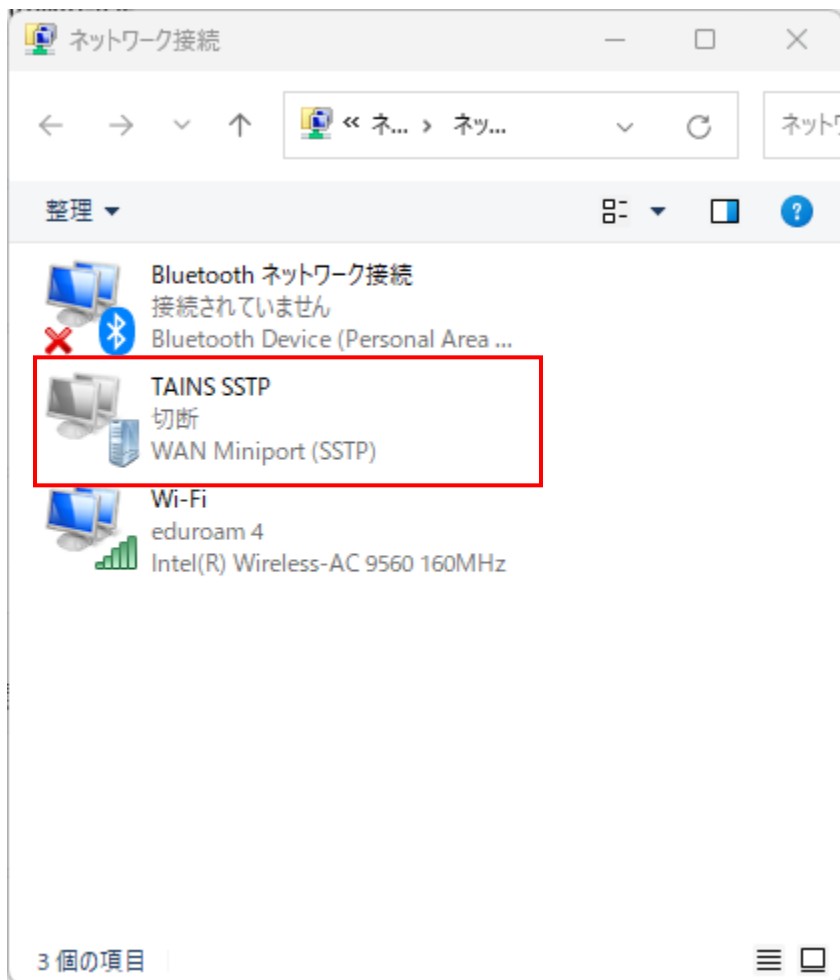 ネットワーク接続
« ネ... › ネッ...
ネットワ
整理
?
Bluetooth ネットワーク接続
接続されていません
Bluetooth Device (Personal Area ...
TAINS SSTP
切断
WAN Miniport (SSTP)
Wi-Fi
eduroam 4
Intel(R) Wireless-AC 9560 160MHz
3 個の項目